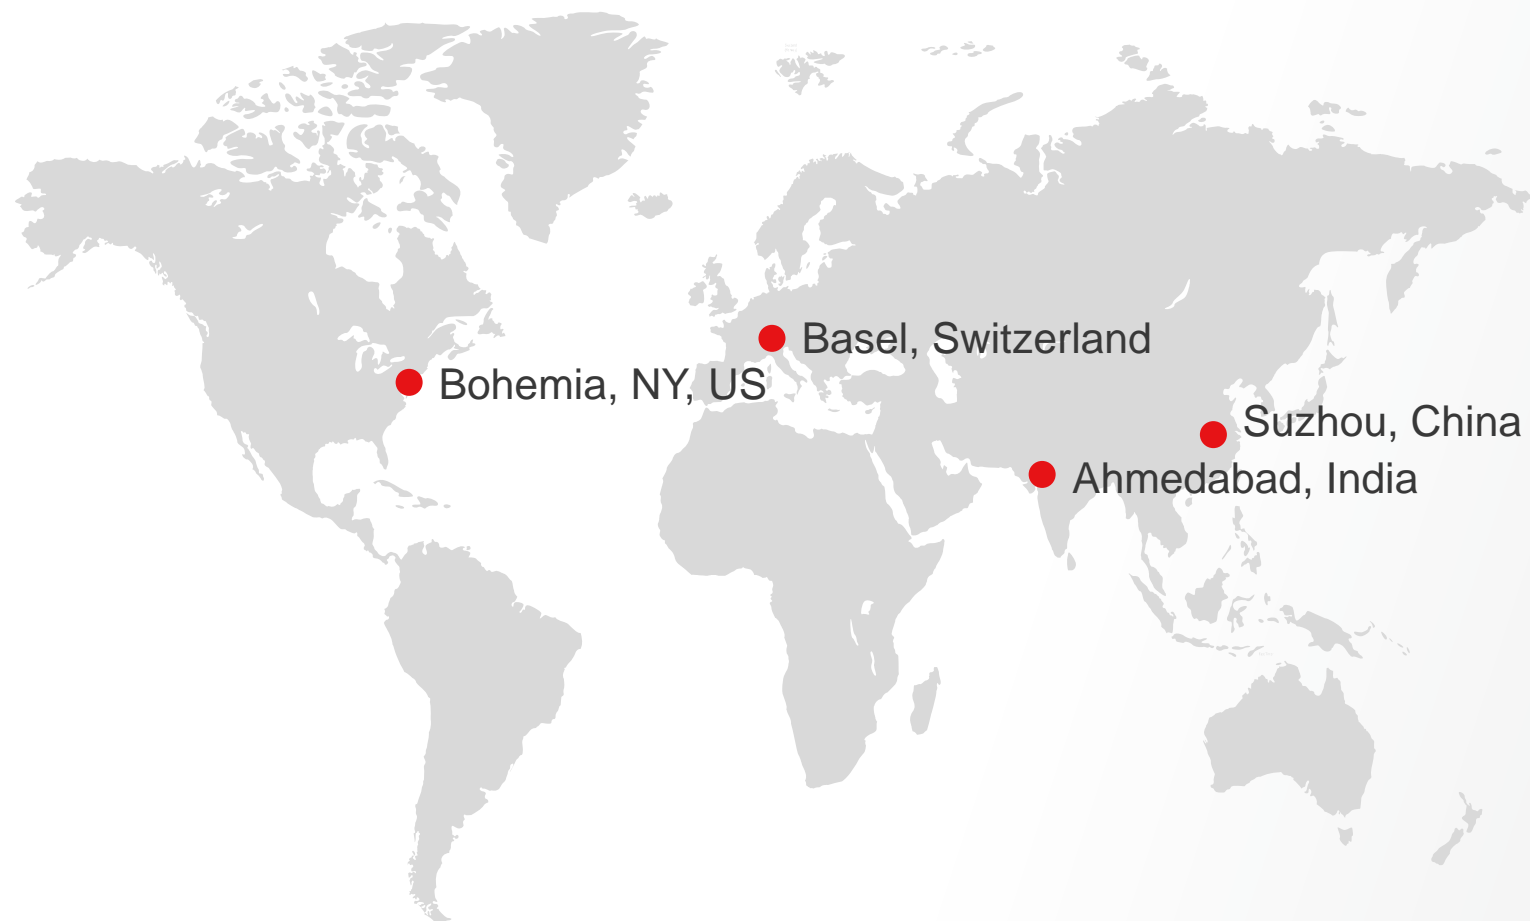 Basel, Switzerland
Bohemia, NY, US
Suzhou, China
Ahmedabad, India